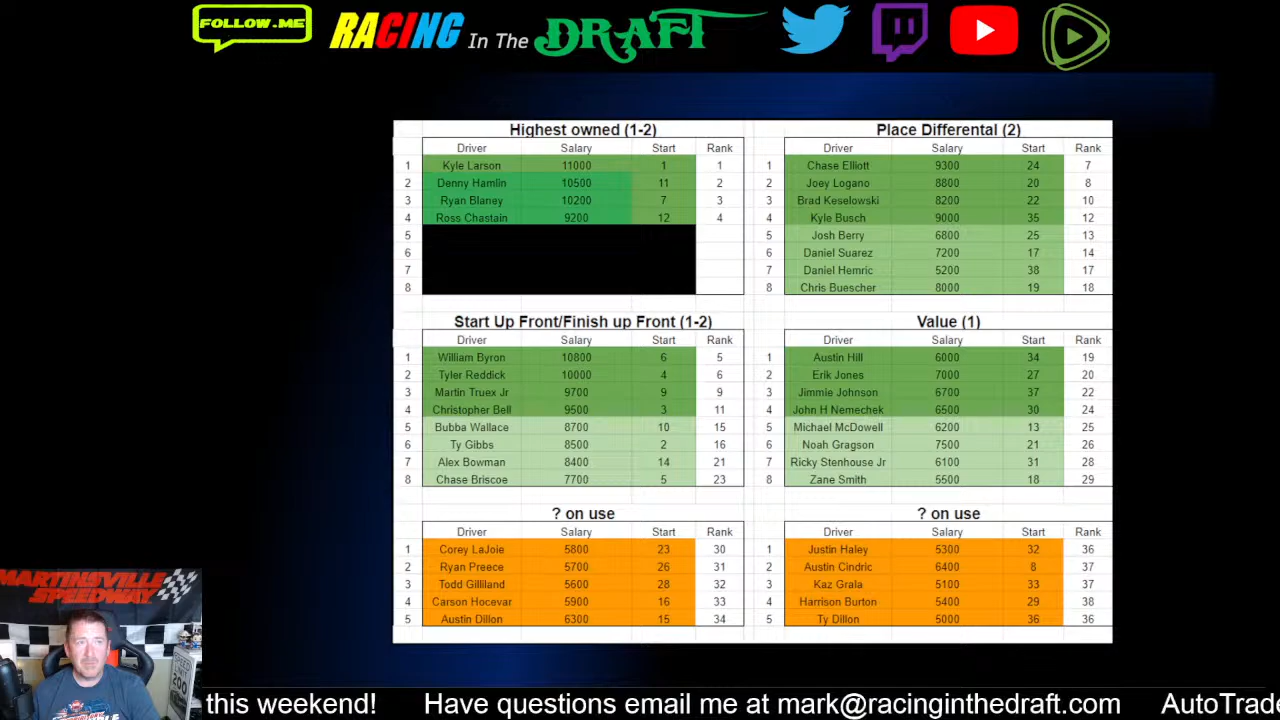 FOLLOW.ME
RACING In The DRAFT
Highest owned (1-2)
Driver Salary Start Rank
1 Kyle Larson 11000 1 1
2 Denny Hamlin 10500 11 2
3 Ryan Blaney 10200 7 3
4 Ross Chastain 9200 12 4
5
6
7
8
Place Differental (2)
Driver Salary Start Rank
1 Chase Elliott 9300 24 7
2 Joey Logano 8800 20 8
3 Brad Keselowski 8200 22 10
4 Kyle Busch 9000 35 12
5 Josh Berry 6800 25 13
6 Daniel Suarez 7200 17 14
7 Daniel Hemric 5200 38 17
8 Chris Buescher 8000 19 18
Start Up Front/Finish up Front (1-2)
Driver Salary Start Rank
1 William Byron 10800 6 5
2 Tyler Reddick 10000 4 6
3 Martin Truex Jr 9700 9 9
4 Christopher Bell 9500 3 11
5 Bubba Wallace 8700 10 15
6 Ty Gibbs 8500 2 16
7 Alex Bowman 8400 14 21
8 Chase Briscoe 7700 5 23
Value (1)
Driver Salary Start Rank
1 Austin Hill 6000 34 19
2 Erik Jones 7000 27 20
3 Jimmie Johnson 6700 37 22
4 John H Nemechek 6500 30 24
5 Michael McDowell 6200 13 25
6 Noah Gragson 7500 21 26
7 Ricky Stenhouse Jr 6100 31 28
8 Zane Smith 5500 18 29
? on use
Driver Salary Start Rank
1 Corey LaJoie 5800 23 30
2 Ryan Preece 5700 26 31
3 Todd Gilliland 5600 28 32
4 Carson Hocevar 5900 16 33
5 Austin Dillon 6300 15 34
? on use
Driver Salary Start Rank
1 Justin Haley 5300 32 36
2 Austin Cindric 6400 8 37
3 Kaz Grala 5100 33 37
4 Harrison Burton 5400 29 38
5 Ty Dillon 5000 36 36
MARTINSVILLE
SPEEDWAY
SPEED
200
this weekend! Have questions email me at mark@racinginthedraft.com AutoTrade